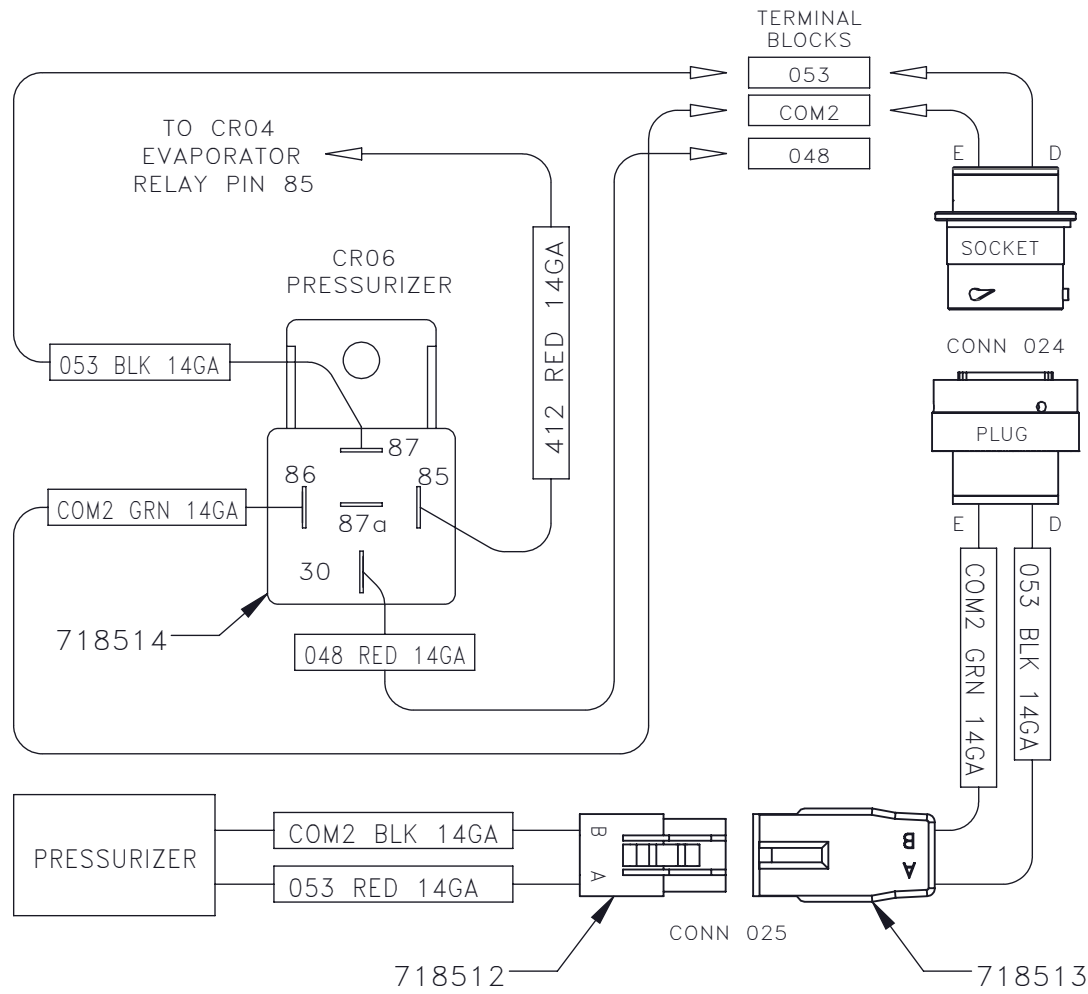 TERMINAL
BLOCKS
053
COM2
048
TO CR04
EVAPORATOR
RELAY PIN 85
E
D
SOCKET
CONN 024
PLUG
E
D
CR06
PRESSURIZER
412 RED 14GA
053 BLK 14GA
87
86
85
COM2 GRN 14GA
87a
30
718514
048 RED 14GA
COM2 GRN 14GA
053 BLK 14GA
PRESSURIZER
COM2 BLK 14GA
053 RED 14GA
B
A
B
A
CONN 025
718512
718513